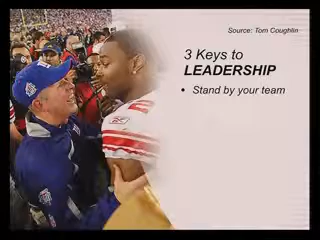 Source: Tom Coughlin
3 Keys to
LEADERSHIP
• Stand by your team